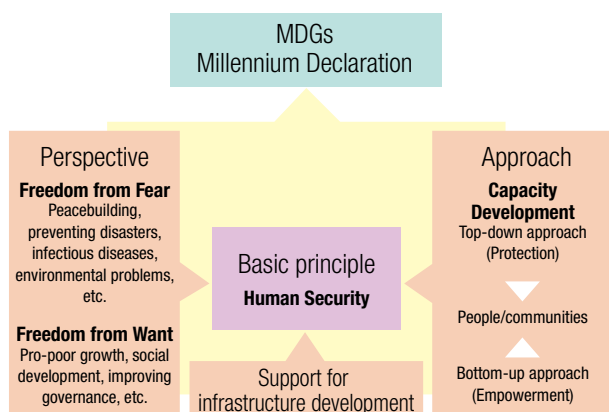 MDGs
Millennium Declaration
Perspective
Freedom from Fear
Peacebuilding,
preventing disasters,
infectious diseases,
environmental problems,
etc.
Freedom from Want
Pro-poor growth, social
development, improving
governance, etc.
Basic principle
Human Security
Support for
infrastructure development
Approach
Capacity
Development
Top-down approach
(Protection)
People/communities
Bottom-up approach
(Empowerment)